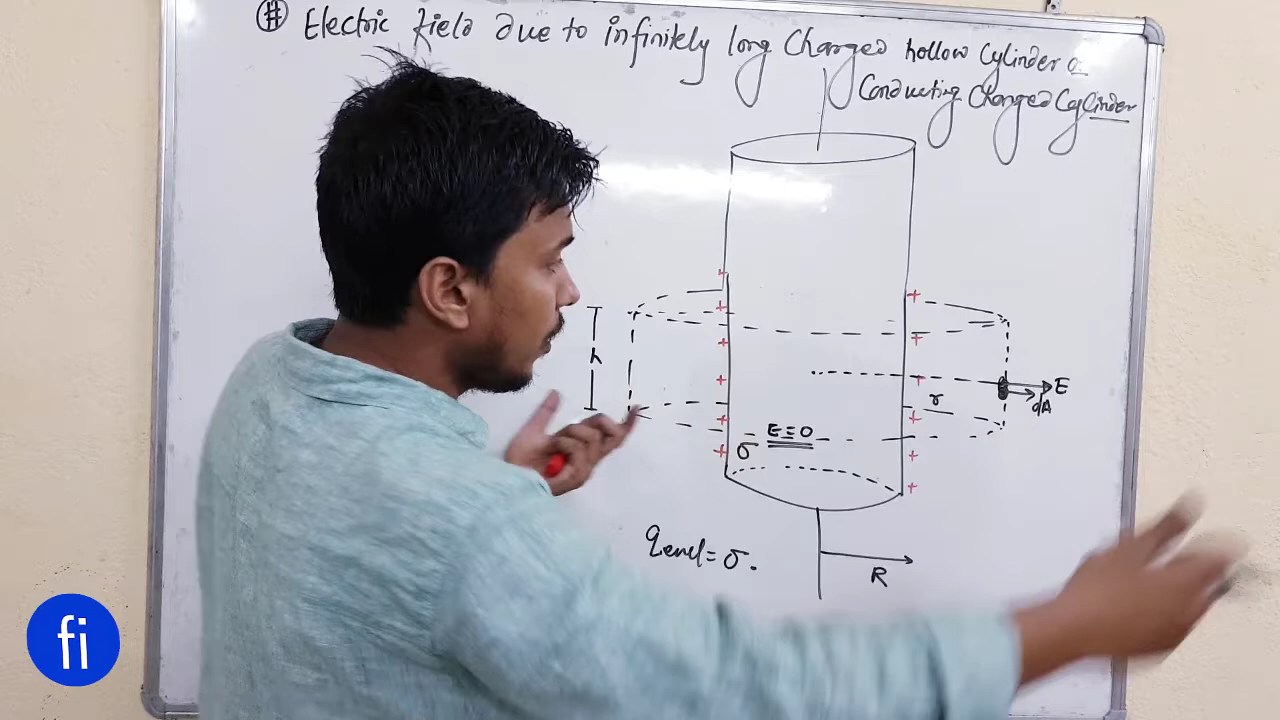 # Electric field due to infinitely long Charged hollow Cylinder or
Conducting Charged Cylinder
+ +
+ +
+ +
+ +
+ +
+ +
h
E
dA
r
E=0
σ
qencl = σ.
R
fi